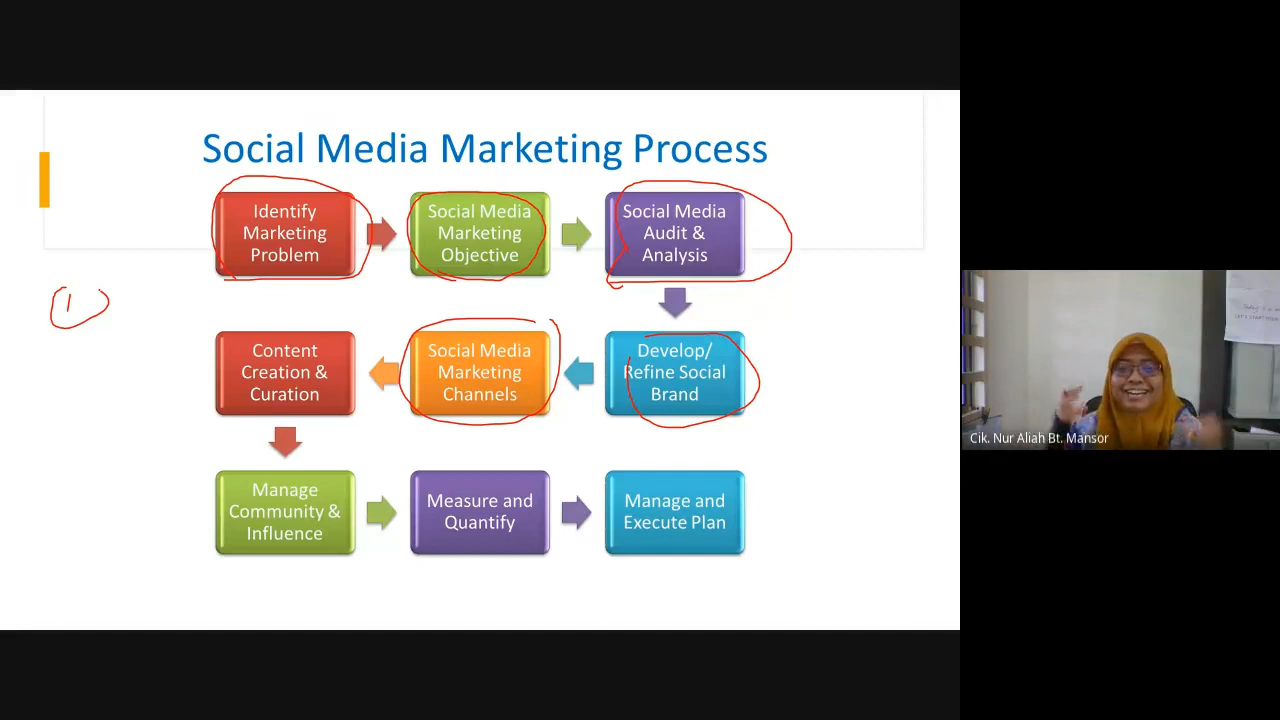 Social Media Marketing Process
Identify
Marketing
Problem
Social Media
Marketing
Objective
Social Media
Audit &
Analysis
1
Develop/
Refine Social
Brand
Social Media
Marketing
Channels
Content
Creation &
Curation
Manage
Community &
Influence
Measure and
Quantify
Manage and
Execute Plan
Today
Cik. Nur Aliah Bt. Mansor